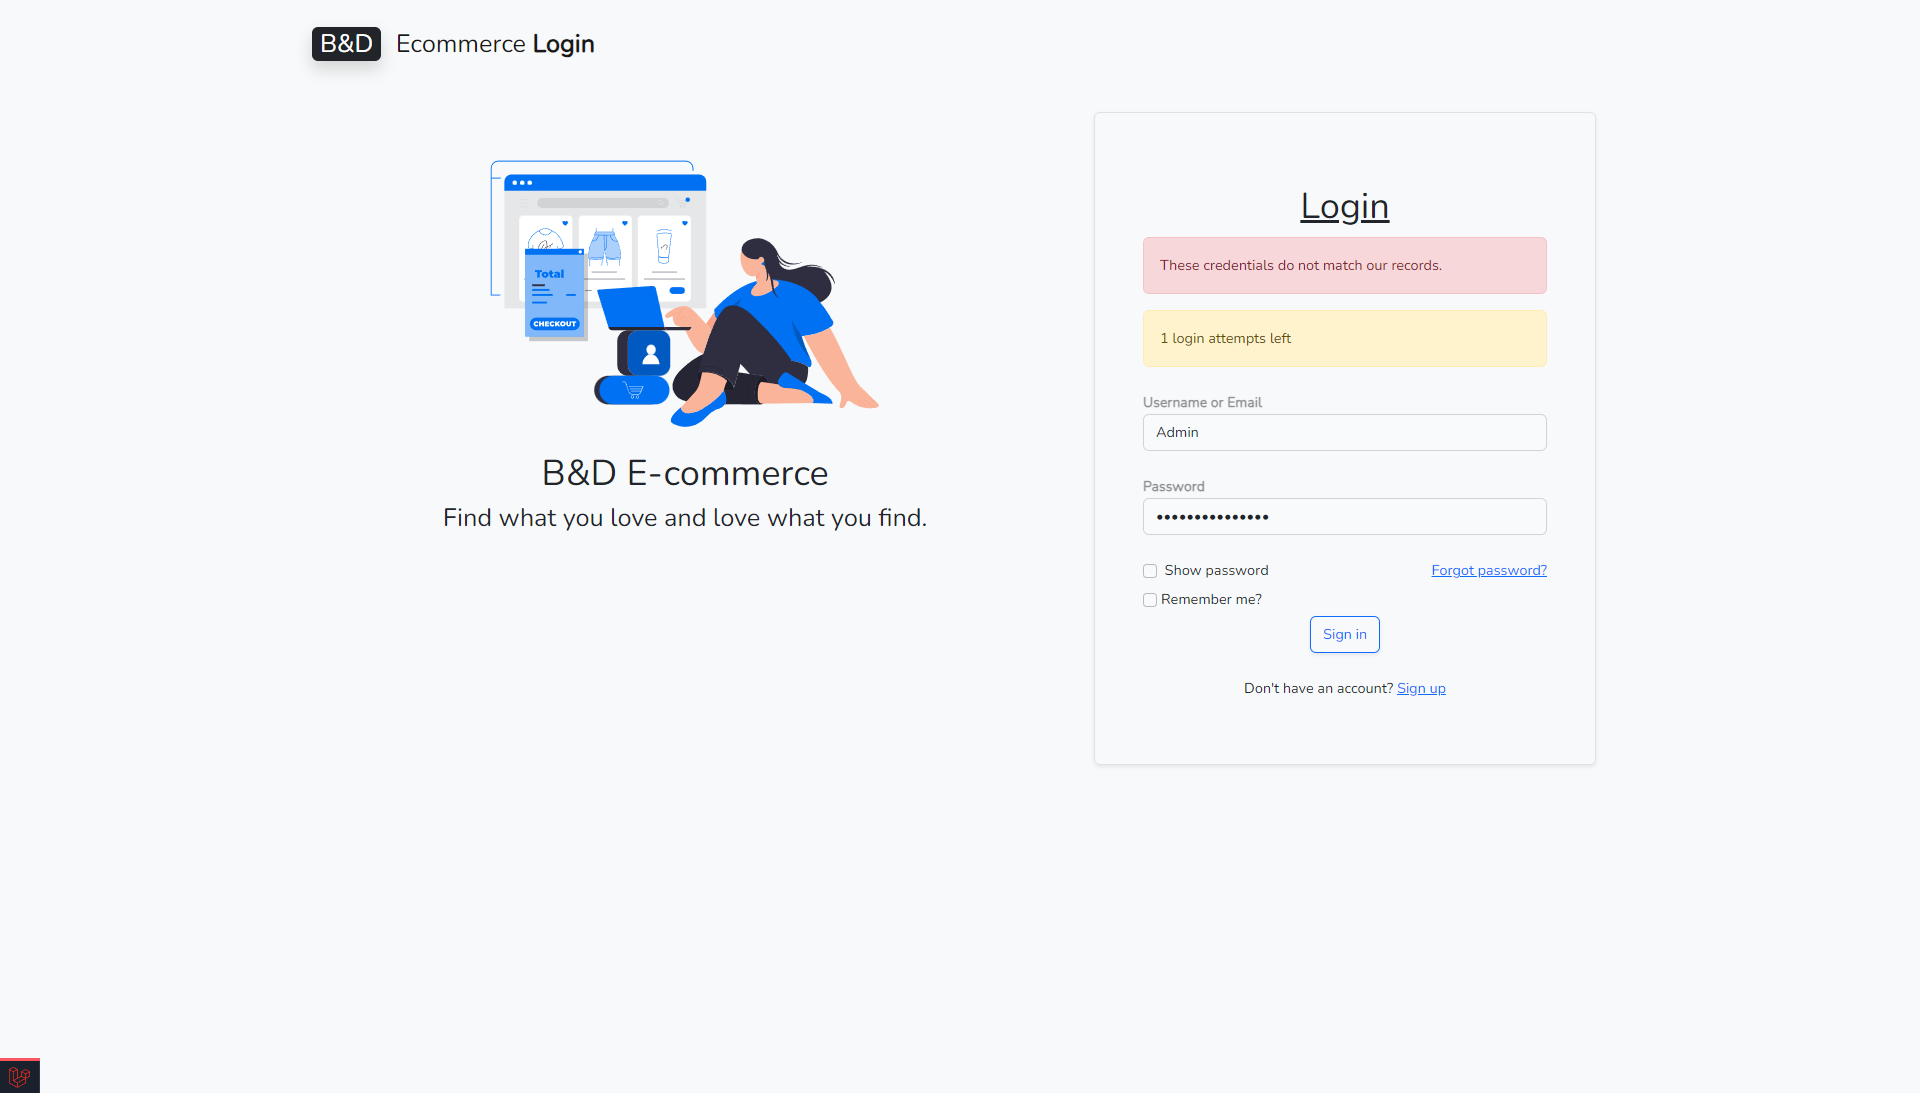 B&D Ecommerce Login
Total
CHECKOUT
B&D E-commerce
Find what you love and love what you find.
Login
These credentials do not match our records.
1 login attempts left
Username or Email
Admin
Password
•••••••••••••••
Show password
Forgot password?
Remember me?
Sign in
Don't have an account? Sign up